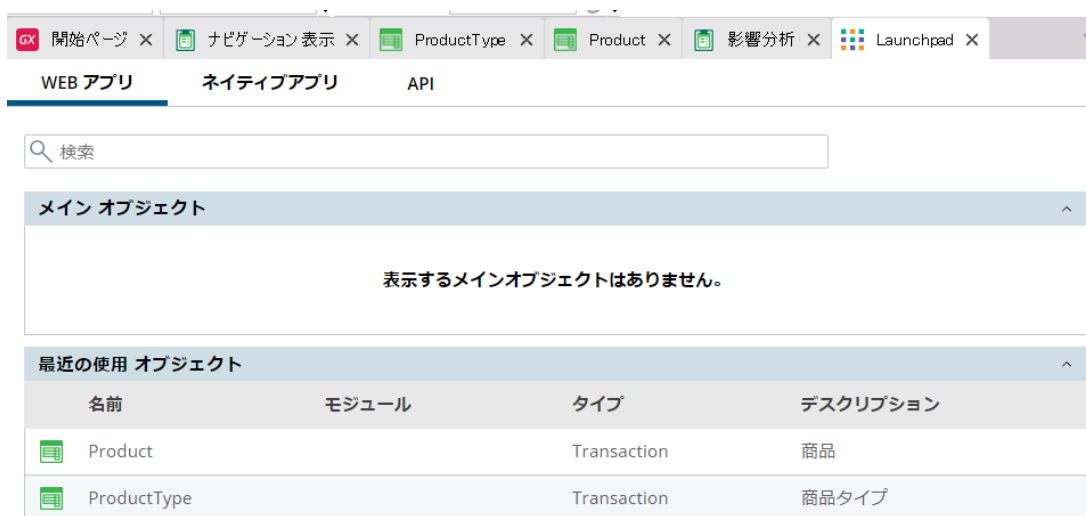 GX 開始ページ × ナビゲーション 表示 × ProductType × Product × 影響分析 × Launchpad ×
WEB アプリ ネイティブアプリ API
検索
メイン オブジェクト
表示するメインオブジェクトはありません。
最近の使用 オブジェクト
名前 モジュール タイプ デスクリプション
Product Transaction 商品
ProductType Transaction 商品タイプ